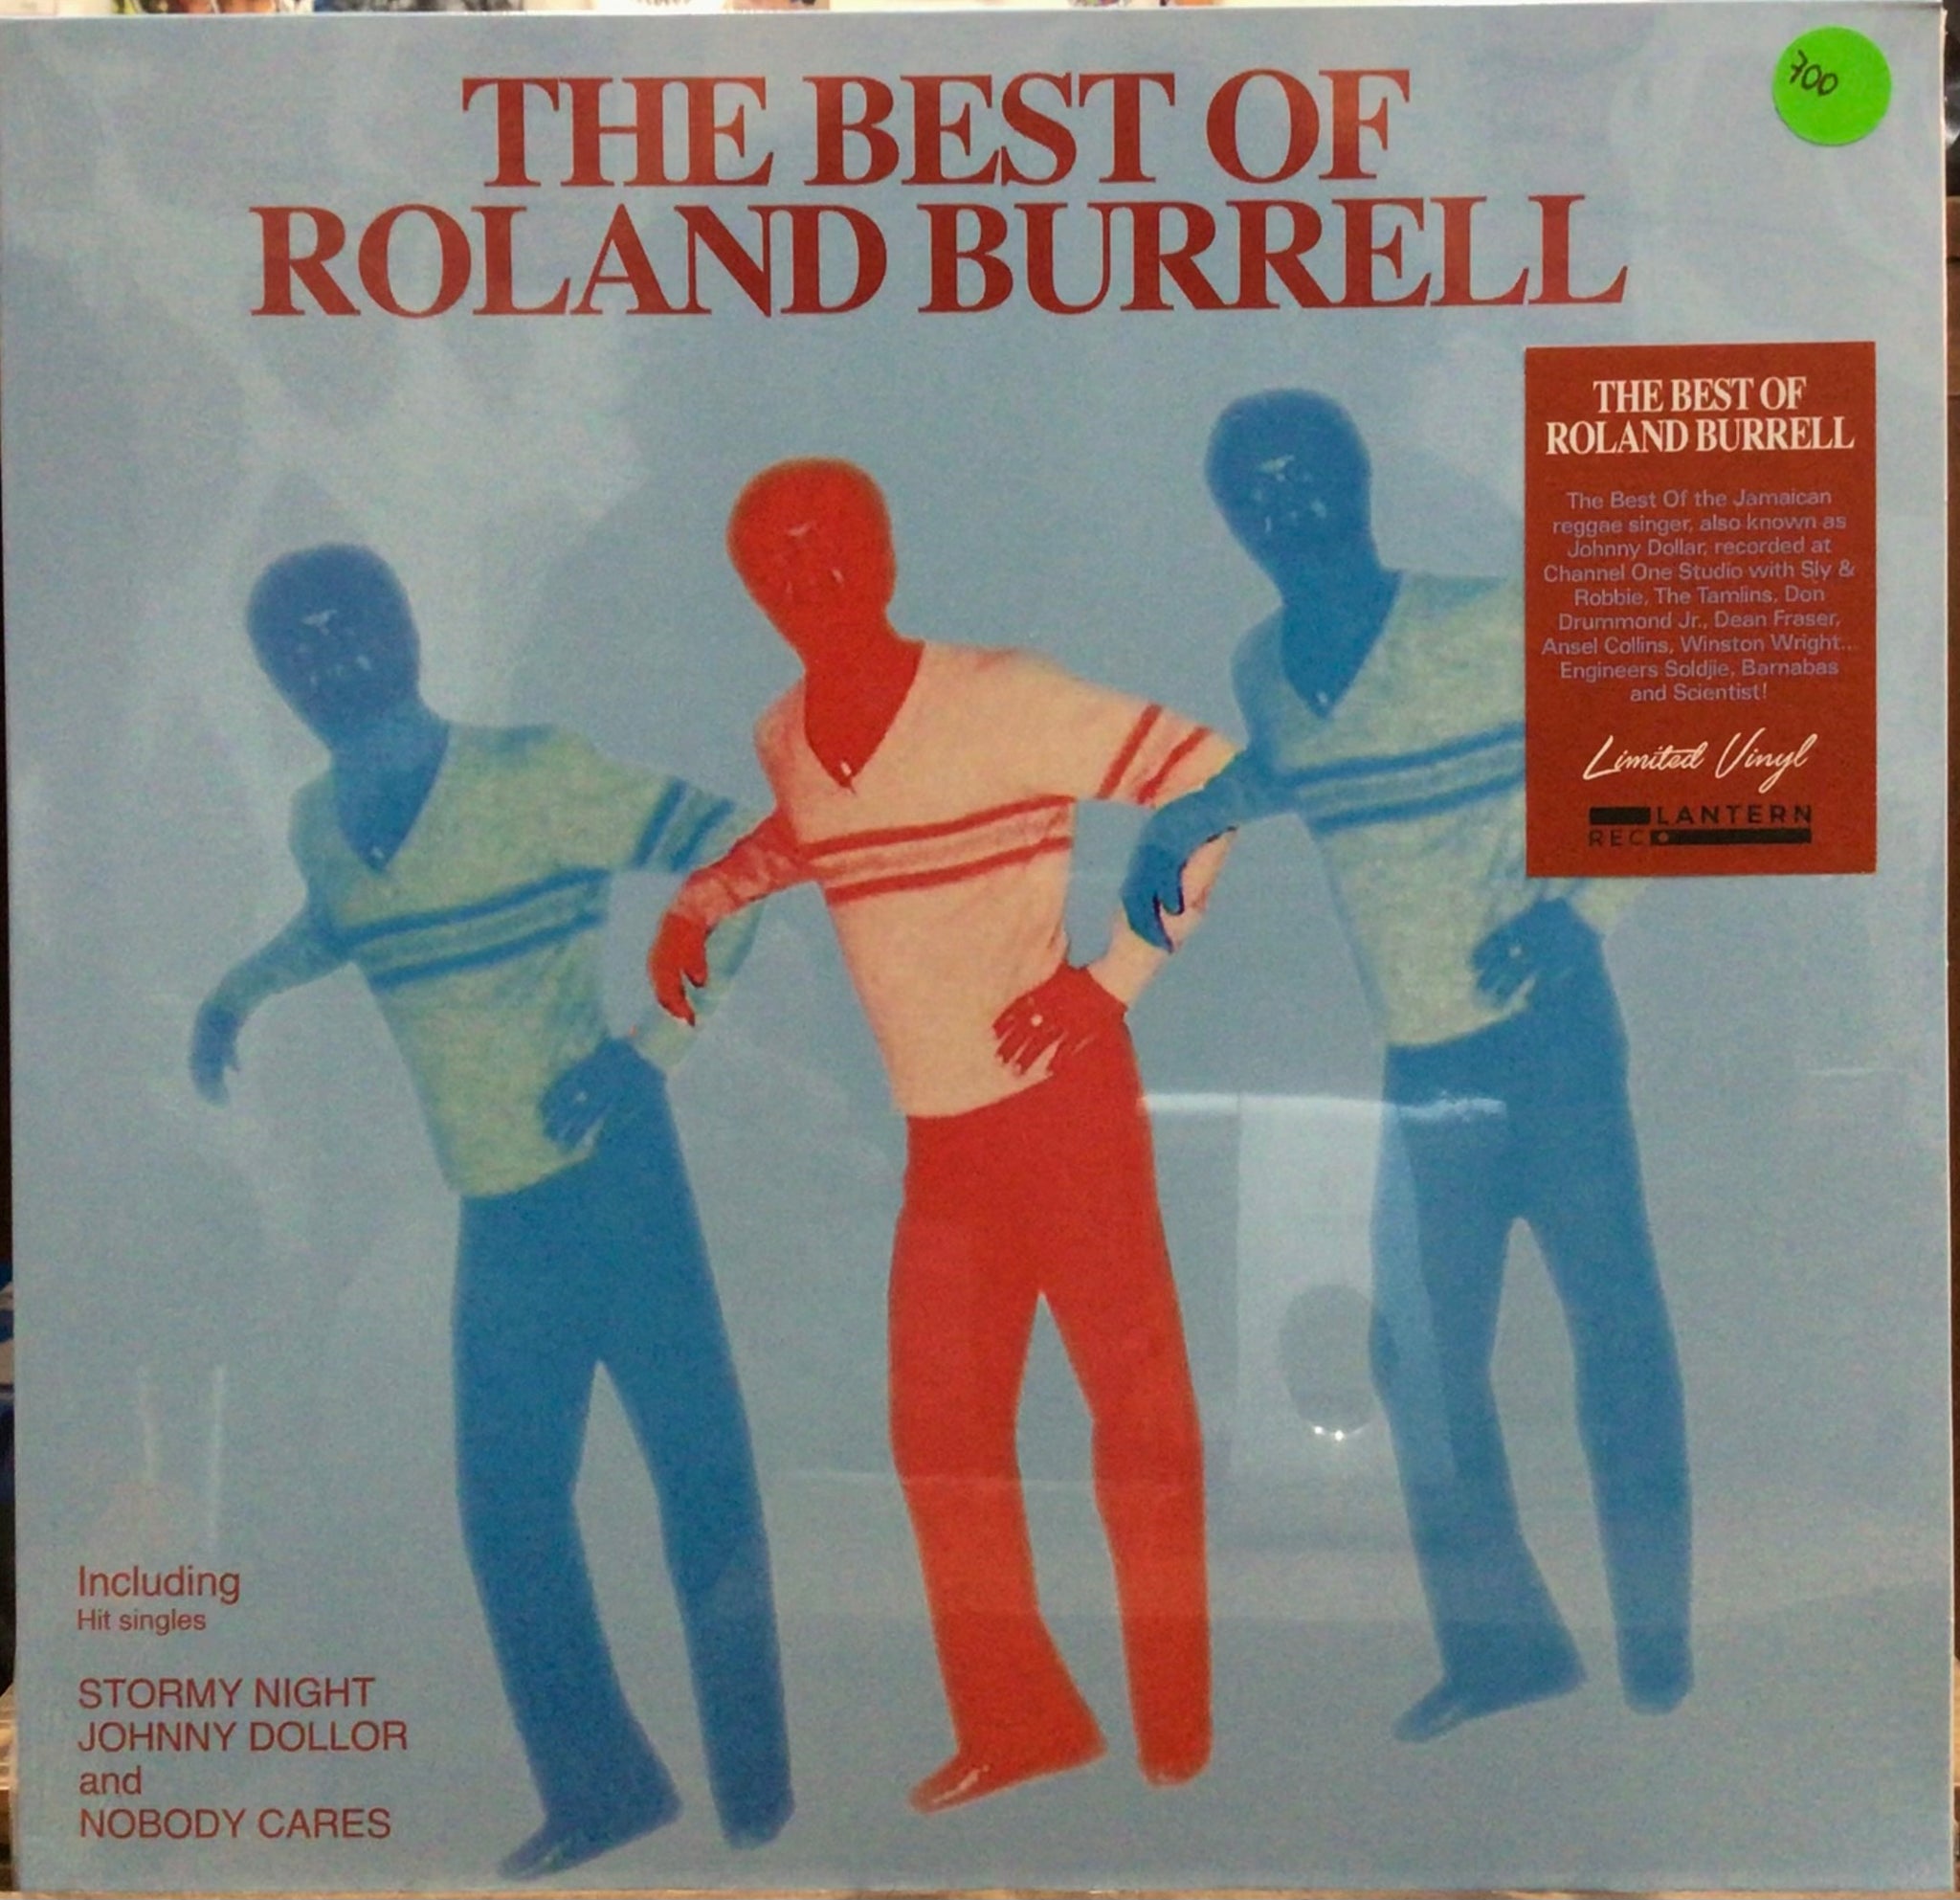 700
THE BEST OF
ROLAND BURRELL
THE BEST OF
ROLAND BURRELL
The Best Of the Jamaican
reggae singer, also known as
Johnny Dollar, recorded at
Channel One Studio with Sly &
Robbie, The Tamlins, Don
Drummond Jr., Dean Fraser,
Ansel Collins, Winston Wright...
Engineers Soldjie, Barnabas
and Scientist!
Limited Vinyl
LANTERN
REC
Including
Hit singles
STORMY NIGHT
JOHNNY DOLLOR
and
NOBODY CARES